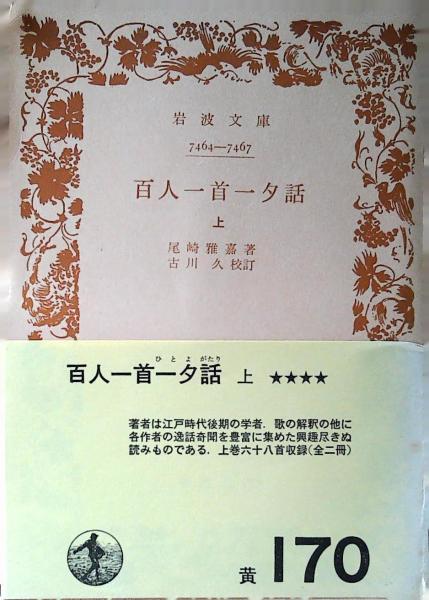 岩波文庫
7464—7467
百人一首一夕話
上
尾崎雅嘉著
古川久校訂
ひとよがたり
百人一首一夕話 上 ★★★★
著者は江戸時代後期の学者．歌の解釈の他に
各作者の逸話奇聞を豊富に集めた興趣尽きぬ
読みものである．上巻六十八首収録(全二冊)
黄 170